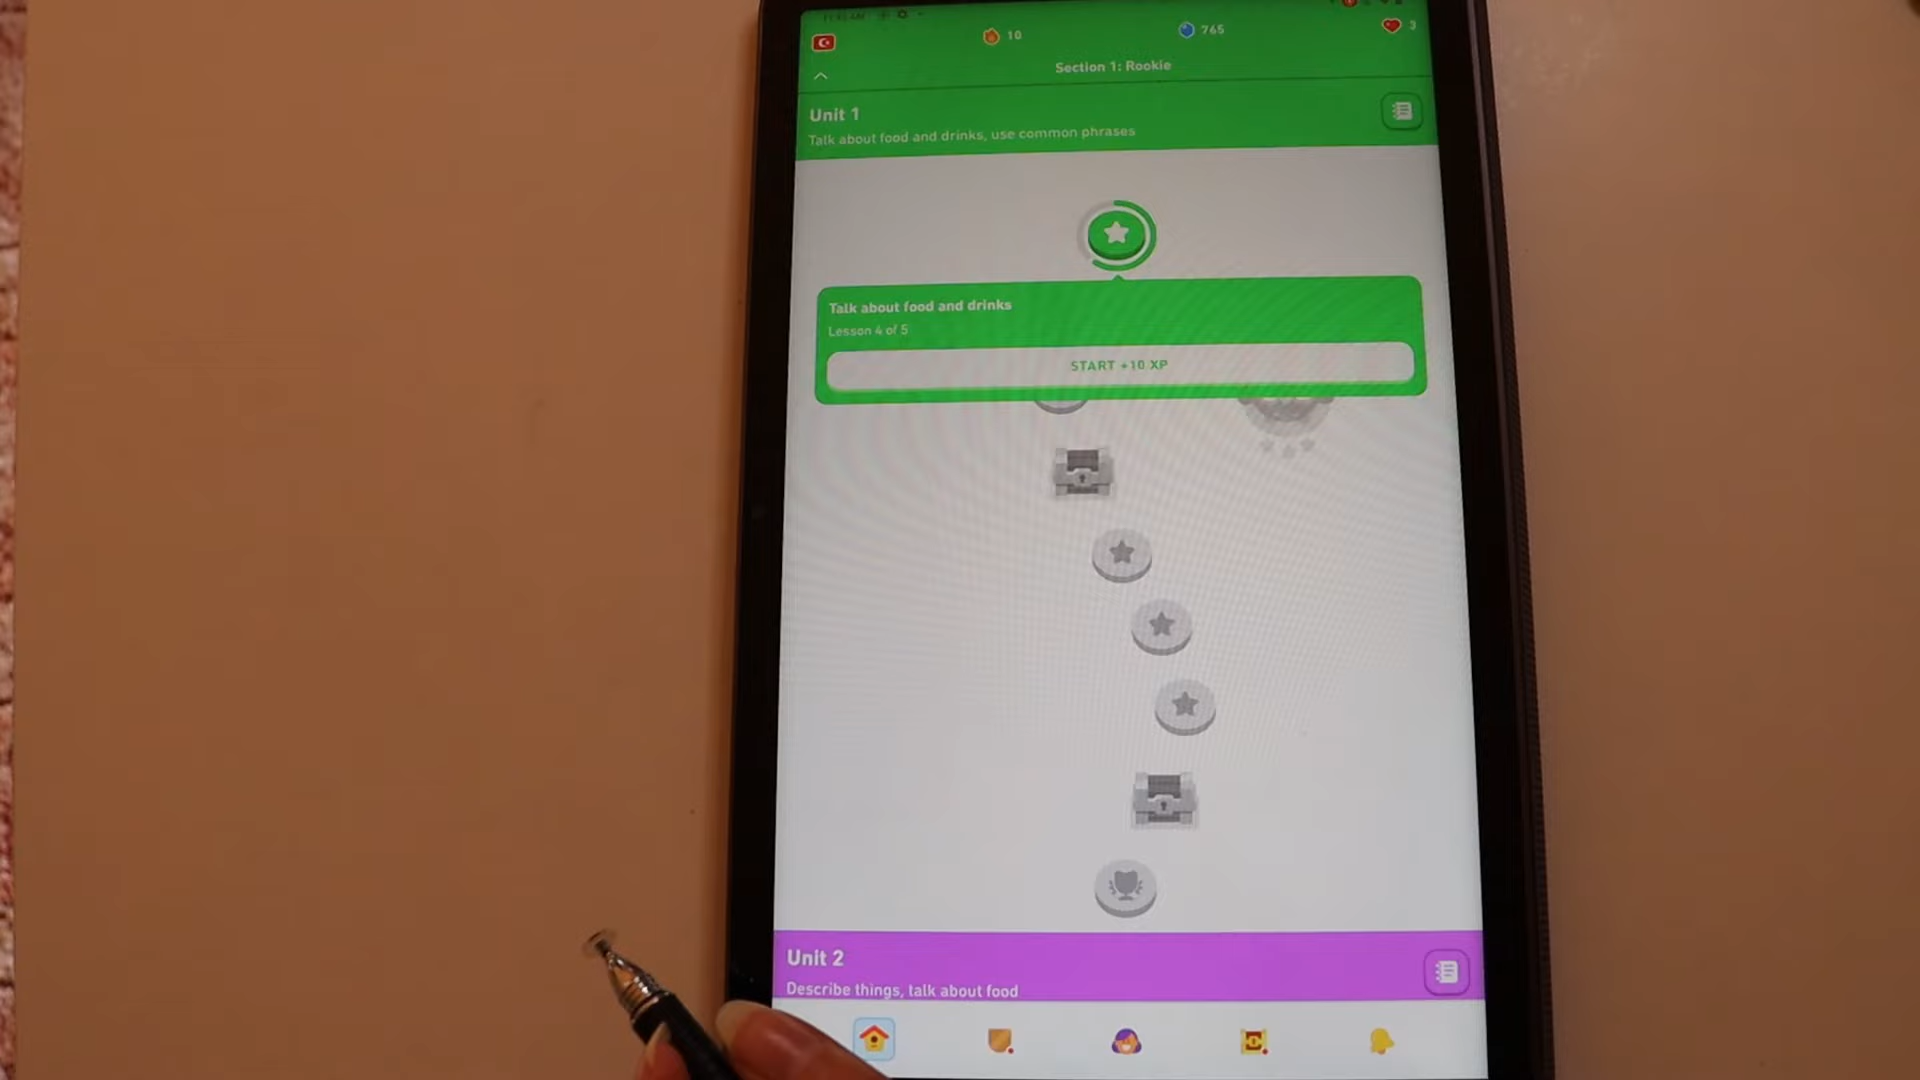 10
765
3
Section 1: Rookie
Unit 1
Talk about food and drinks, use common phrases
Talk about food and drinks
Lesson 4 of 5
START +10 XP
Unit 2
Describe things, talk about food